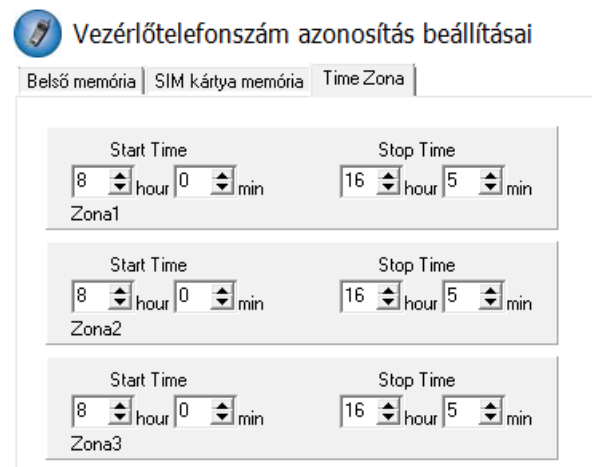 Vezérlőtelefonszám azonosítás beállításai
Belső memória SIM kártya memória Time Zona
Start Time Stop Time
8 hour 0 min 16 hour 5 min
Zona1
Start Time Stop Time
8 hour 0 min 16 hour 5 min
Zona2
Start Time Stop Time
8 hour 0 min 16 hour 5 min
Zona3